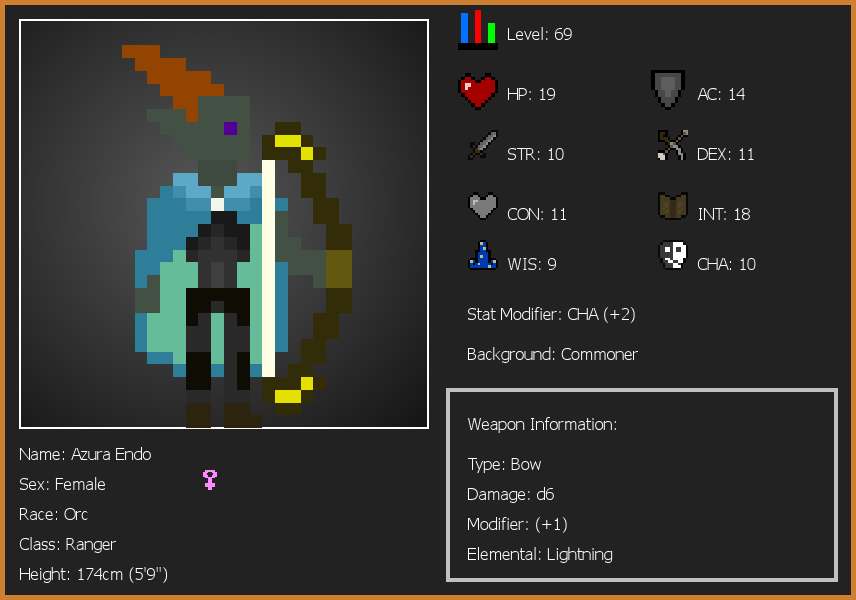 Level: 69
HP: 19
AC: 14
STR: 10
DEX: 11
CON: 11
INT: 18
WIS: 9
CHA: 10
Stat Modifier: CHA (+2)
Background: Commoner
Weapon Information:
Type: Bow
Damage: d6
Modifier: (+1)
Elemental: Lightning
Name: Azura Endo
Sex: Female
Race: Orc
Class: Ranger
Height: 174cm (5'9")